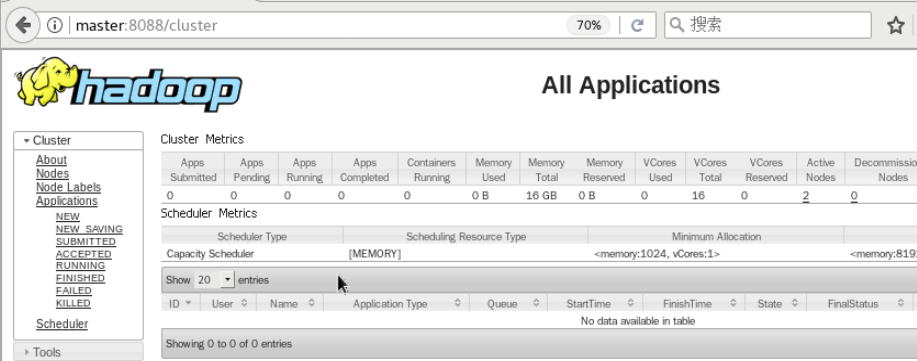 master:8088/cluster 70% 搜索
hadoop
All Applications
Cluster
About
Nodes
Node Labels
Applications
NEW
NEW_SAVING
SUBMITTED
ACCEPTED
RUNNING
FINISHED
FAILED
KILLED
Scheduler
Tools
Cluster Metrics
Apps Submitted Apps Pending Apps Running Apps Completed Containers Running Memory Used Memory Total Memory Reserved VCores Used VCores Total VCores Reserved Active Nodes Decommissio Nodes
0 0 0 0 0 0 B 16 GB 0 B 0 16 0 2 0
Scheduler Metrics
Scheduler Type Scheduling Resource Type Minimum Allocation
Capacity Scheduler [MEMORY] <memory:1024, vCores:1> <memory:819
Show 20 entries
ID User Name Application Type Queue StartTime FinishTime State FinalStatus
No data available in table
Showing 0 to 0 of 0 entries